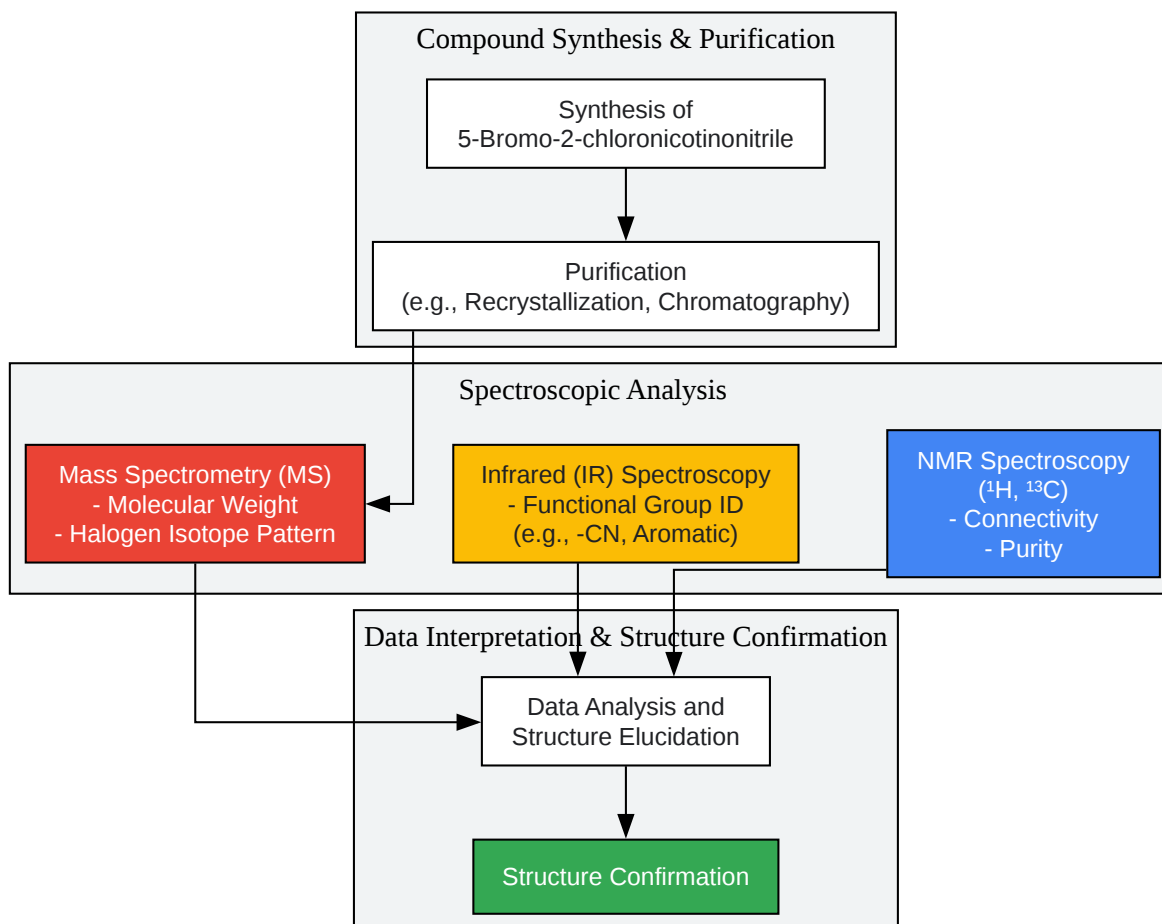 Compound Synthesis & Purification
Synthesis of
5-Bromo-2-chloronicotinonitrile
Purification
(e.g., Recrystallization, Chromatography)
Spectroscopic Analysis
Mass Spectrometry (MS)
- Molecular Weight
- Halogen Isotope Pattern
Infrared (IR) Spectroscopy
- Functional Group ID
(e.g., -CN, Aromatic)
NMR Spectroscopy
(¹H, ¹³C)
- Connectivity
- Purity
Data Interpretation & Structure Confirmation
Data Analysis and
Structure Elucidation
Structure Confirmation